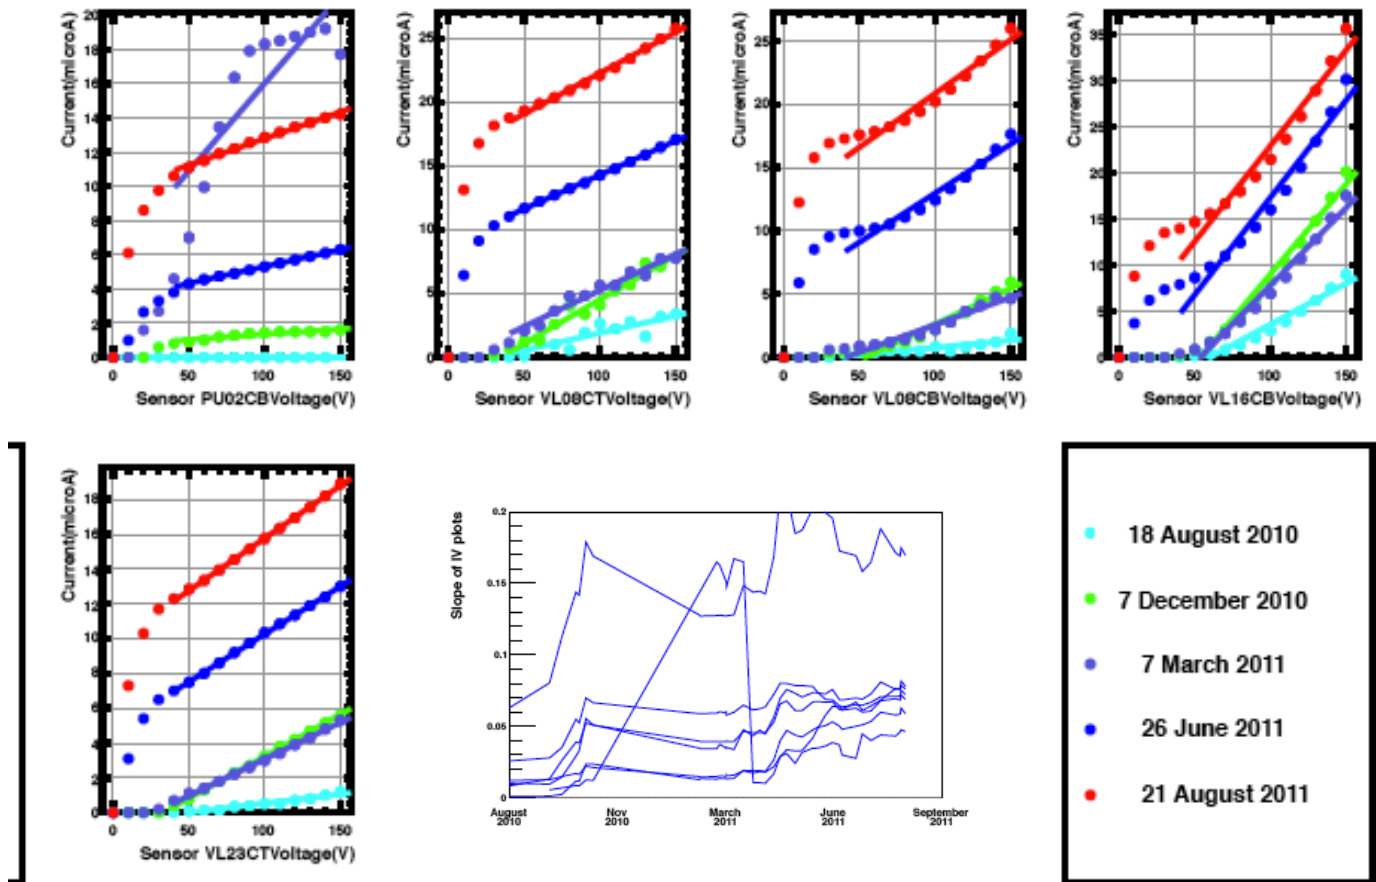 Current(microA)
20
18
16
14
12
10
8
6
4
2
0
0 50 100 150
Sensor PU02CBVoltage(V)
Current(microA)
25
20
15
10
5
0
0 50 100 150
Sensor VL08CTVoltage(V)
Current(microA)
25
20
15
10
5
0
0 50 100 150
Sensor VL08CBVoltage(V)
Current(microA)
35
30
25
20
15
10
5
0
0 50 100 150
Sensor VL16CBVoltage(V)
Current(microA)
18
16
14
12
10
8
6
4
2
0
0 50 100 150
Sensor VL23CTVoltage(V)
Slope of IV plots
0.2
0.15
0.1
0.05
0
August Nov March June September
2010 2010 2011 2011 2011
18 August 2010
7 December 2010
7 March 2011
26 June 2011
21 August 2011